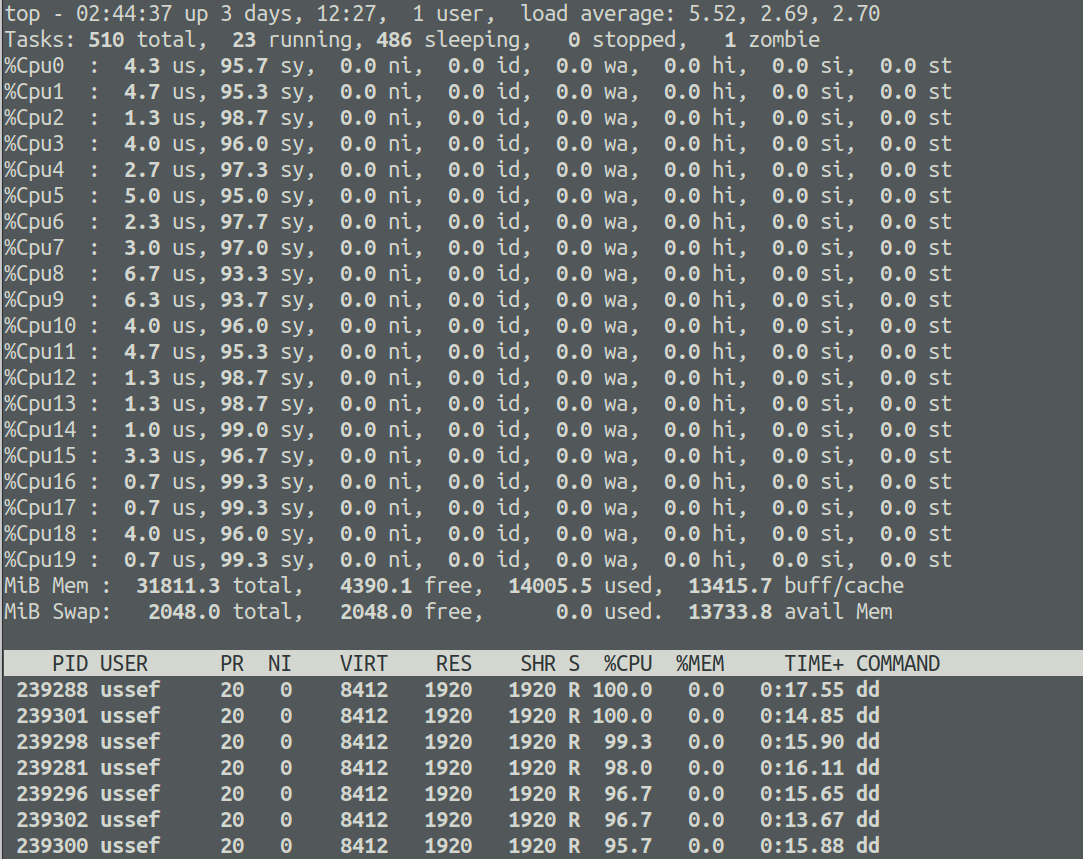 top - 02:44:37 up 3 days, 12:27,  1 user,  load average: 5.52, 2.69, 2.70
Tasks: 510 total,  23 running, 486 sleeping,   0 stopped,   1 zombie
%Cpu0  :  4.3 us, 95.7 sy,  0.0 ni,  0.0 id,  0.0 wa,  0.0 hi,  0.0 si,  0.0 st
%Cpu1  :  4.7 us, 95.3 sy,  0.0 ni,  0.0 id,  0.0 wa,  0.0 hi,  0.0 si,  0.0 st
%Cpu2  :  1.3 us, 98.7 sy,  0.0 ni,  0.0 id,  0.0 wa,  0.0 hi,  0.0 si,  0.0 st
%Cpu3  :  4.0 us, 96.0 sy,  0.0 ni,  0.0 id,  0.0 wa,  0.0 hi,  0.0 si,  0.0 st
%Cpu4  :  2.7 us, 97.3 sy,  0.0 ni,  0.0 id,  0.0 wa,  0.0 hi,  0.0 si,  0.0 st
%Cpu5  :  5.0 us, 95.0 sy,  0.0 ni,  0.0 id,  0.0 wa,  0.0 hi,  0.0 si,  0.0 st
%Cpu6  :  2.3 us, 97.7 sy,  0.0 ni,  0.0 id,  0.0 wa,  0.0 hi,  0.0 si,  0.0 st
%Cpu7  :  3.0 us, 97.0 sy,  0.0 ni,  0.0 id,  0.0 wa,  0.0 hi,  0.0 si,  0.0 st
%Cpu8  :  6.7 us, 93.3 sy,  0.0 ni,  0.0 id,  0.0 wa,  0.0 hi,  0.0 si,  0.0 st
%Cpu9  :  6.3 us, 93.7 sy,  0.0 ni,  0.0 id,  0.0 wa,  0.0 hi,  0.0 si,  0.0 st
%Cpu10 :  4.0 us, 96.0 sy,  0.0 ni,  0.0 id,  0.0 wa,  0.0 hi,  0.0 si,  0.0 st
%Cpu11 :  4.7 us, 95.3 sy,  0.0 ni,  0.0 id,  0.0 wa,  0.0 hi,  0.0 si,  0.0 st
%Cpu12 :  1.3 us, 98.7 sy,  0.0 ni,  0.0 id,  0.0 wa,  0.0 hi,  0.0 si,  0.0 st
%Cpu13 :  1.3 us, 98.7 sy,  0.0 ni,  0.0 id,  0.0 wa,  0.0 hi,  0.0 si,  0.0 st
%Cpu14 :  1.0 us, 99.0 sy,  0.0 ni,  0.0 id,  0.0 wa,  0.0 hi,  0.0 si,  0.0 st
%Cpu15 :  3.3 us, 96.7 sy,  0.0 ni,  0.0 id,  0.0 wa,  0.0 hi,  0.0 si,  0.0 st
%Cpu16 :  0.7 us, 99.3 sy,  0.0 ni,  0.0 id,  0.0 wa,  0.0 hi,  0.0 si,  0.0 st
%Cpu17 :  0.7 us, 99.3 sy,  0.0 ni,  0.0 id,  0.0 wa,  0.0 hi,  0.0 si,  0.0 st
%Cpu18 :  4.0 us, 96.0 sy,  0.0 ni,  0.0 id,  0.0 wa,  0.0 hi,  0.0 si,  0.0 st
%Cpu19 :  0.7 us, 99.3 sy,  0.0 ni,  0.0 id,  0.0 wa,  0.0 hi,  0.0 si,  0.0 st
MiB Mem :  31811.3 total,   4390.1 free,  14005.5 used,  13415.7 buff/cache
MiB Swap:   2048.0 total,   2048.0 free,      0.0 used.  13733.8 avail Mem
    PID USER      PR  NI    VIRT    RES    SHR S  %CPU  %MEM     TIME+ COMMAND
 239288 ussef     20   0    8412   1920   1920 R 100.0   0.0   0:17.55 dd
 239301 ussef     20   0    8412   1920   1920 R 100.0   0.0   0:14.85 dd
 239298 ussef     20   0    8412   1920   1920 R  99.3   0.0   0:15.90 dd
 239281 ussef     20   0    8412   1920   1920 R  98.0   0.0   0:16.11 dd
 239296 ussef     20   0    8412   1920   1920 R  96.7   0.0   0:15.65 dd
 239302 ussef     20   0    8412   1920   1920 R  96.7   0.0   0:13.67 dd
 239300 ussef     20   0    8412   1920   1920 R  95.7   0.0   0:15.88 dd